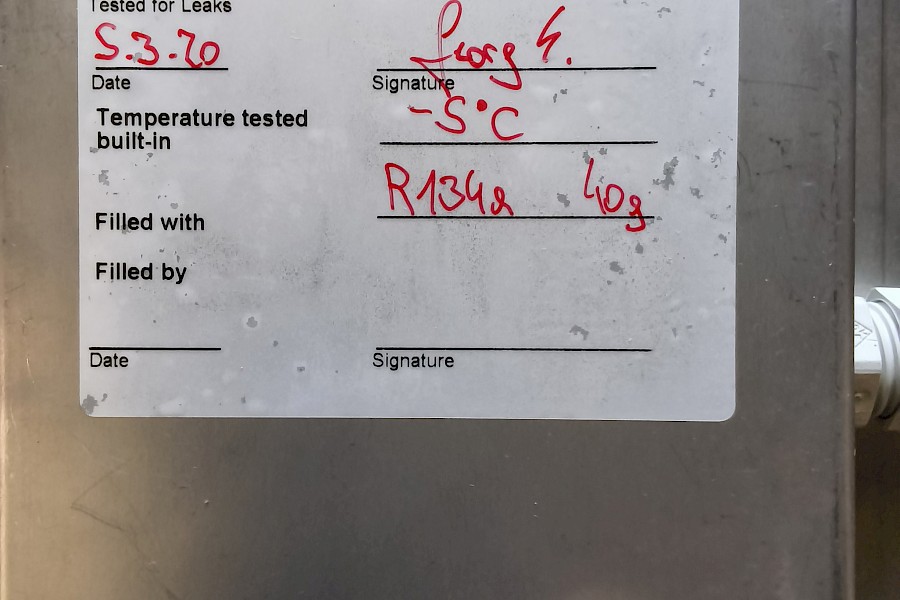 Tested for Leaks
5.3.20 Georg H.
Date Signature
Temperature tested -5°C
built-in
R134a 40g
Filled with
Filled by
Date Signature